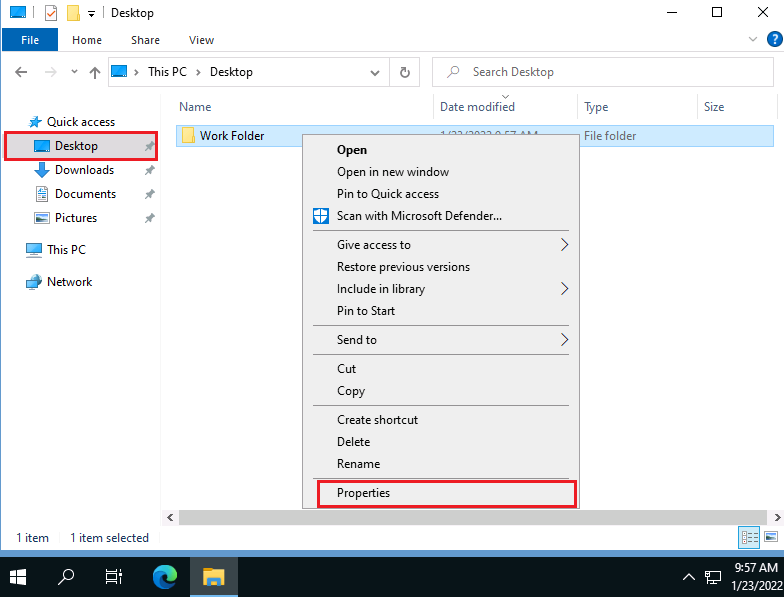 Desktop
File Home Share View
This PC Desktop
Search Desktop
Name Date modified Type Size
Quick access
Desktop
Downloads
Documents
Pictures
This PC
Network
Work Folder 1/23/2022 9:57 AM File folder
Open
Open in new window
Pin to Quick access
Scan with Microsoft Defender...
Give access to
Restore previous versions
Include in library
Pin to Start
Send to
Cut
Copy
Create shortcut
Delete
Rename
Properties
1 item 1 item selected
9:57 AM
1/23/2022